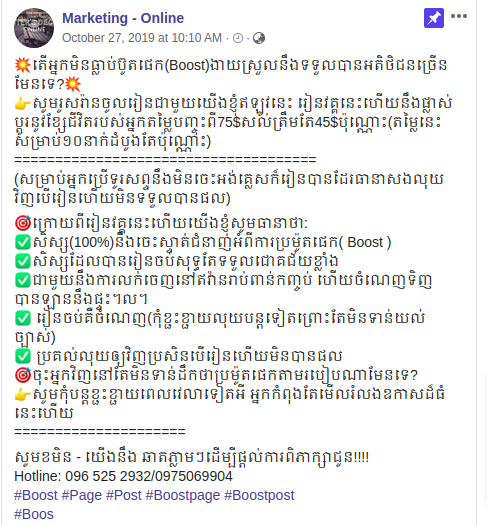 Marketing - Online
October 27, 2019 at 10:10 AM ·
💥តើអ្នកមិនធ្លាប់ប៊ូតផេក(Boost)ងាយស្រួលនឹងទទួលបានអតិថិជនច្រើន
មែនទេ?💥
👉សូមរូសរ៉ាន់ចូលរៀនជាមួយយើងខ្ញុំឥឡូវនេះ រៀនវគ្គនេះហើយនឹងផ្លាស់
ប្ដូរនូវខ្សែជីវិតរបស់អ្នកតម្លៃបញ្ចុះពី75$សល់ត្រឹមតែ45$ប៉ុណ្ណោះ(តម្លៃនេះ
សម្រាប់១០នាក់ដំបូងតែប៉ុណ្ណោះ)
=====================================
(សម្រាប់អ្នកប្រើទូរសព្ទនឹងមិនចេះអង់គ្លេសក៏រៀនបានដែរធានាសងលុយ
វិញបើរៀនហើយមិនទទួលបានផល)
🎯ក្រោយពីរៀនវគ្គនេះហើយយើងខ្ញុំសូមធានាថា:
✅សិស្ស(100%)នឹងចេះស្ទាត់ជំនាញអំពីការប្រម៉ូតផេក( Boost )
✅សិស្សដែលបានរៀនចប់សុទ្ធតែទទួលជោគជ័យខ្លាំង
✅ជាមួយនឹងការលក់ចេញនៅឥវ៉ាន់រាប់ពាន់កញ្ចប់ ហើយចំណេញទិញ
បានឡាននឹងផ្ទះ។ល។
✅ រៀនចប់គឺចំណេញ(កុំខ្ជះខ្ជាយលុយបន្តទៀតព្រោះតែមិនទាន់យល់
ច្បាស់)
✅ ប្រគល់លុយឲ្យវិញប្រសិនបើរៀនហើយមិនបានផល
🎯ចុះអ្នកវិញនៅតែមិនទាន់ដឹកថាប្រម៉ូតផេកតាមរបៀបណាមែនទេ?
👉សូមកុំបន្តខ្ជះខ្ជាយពេលវេលាទៀតអី អ្នកកំពុងតែមើលរំលងឧកាសដ៏ធំ
នេះហើយ
=====================
សូមខមិន - យើងនឹង ឆាតភ្លាមៗដើម្បីផ្ដល់ការពិភាក្សាជូន!!!!
Hotline: 096 525 2932/0975069904
#Boost #Page #Post #Boostpage #Boostpost
#Boos